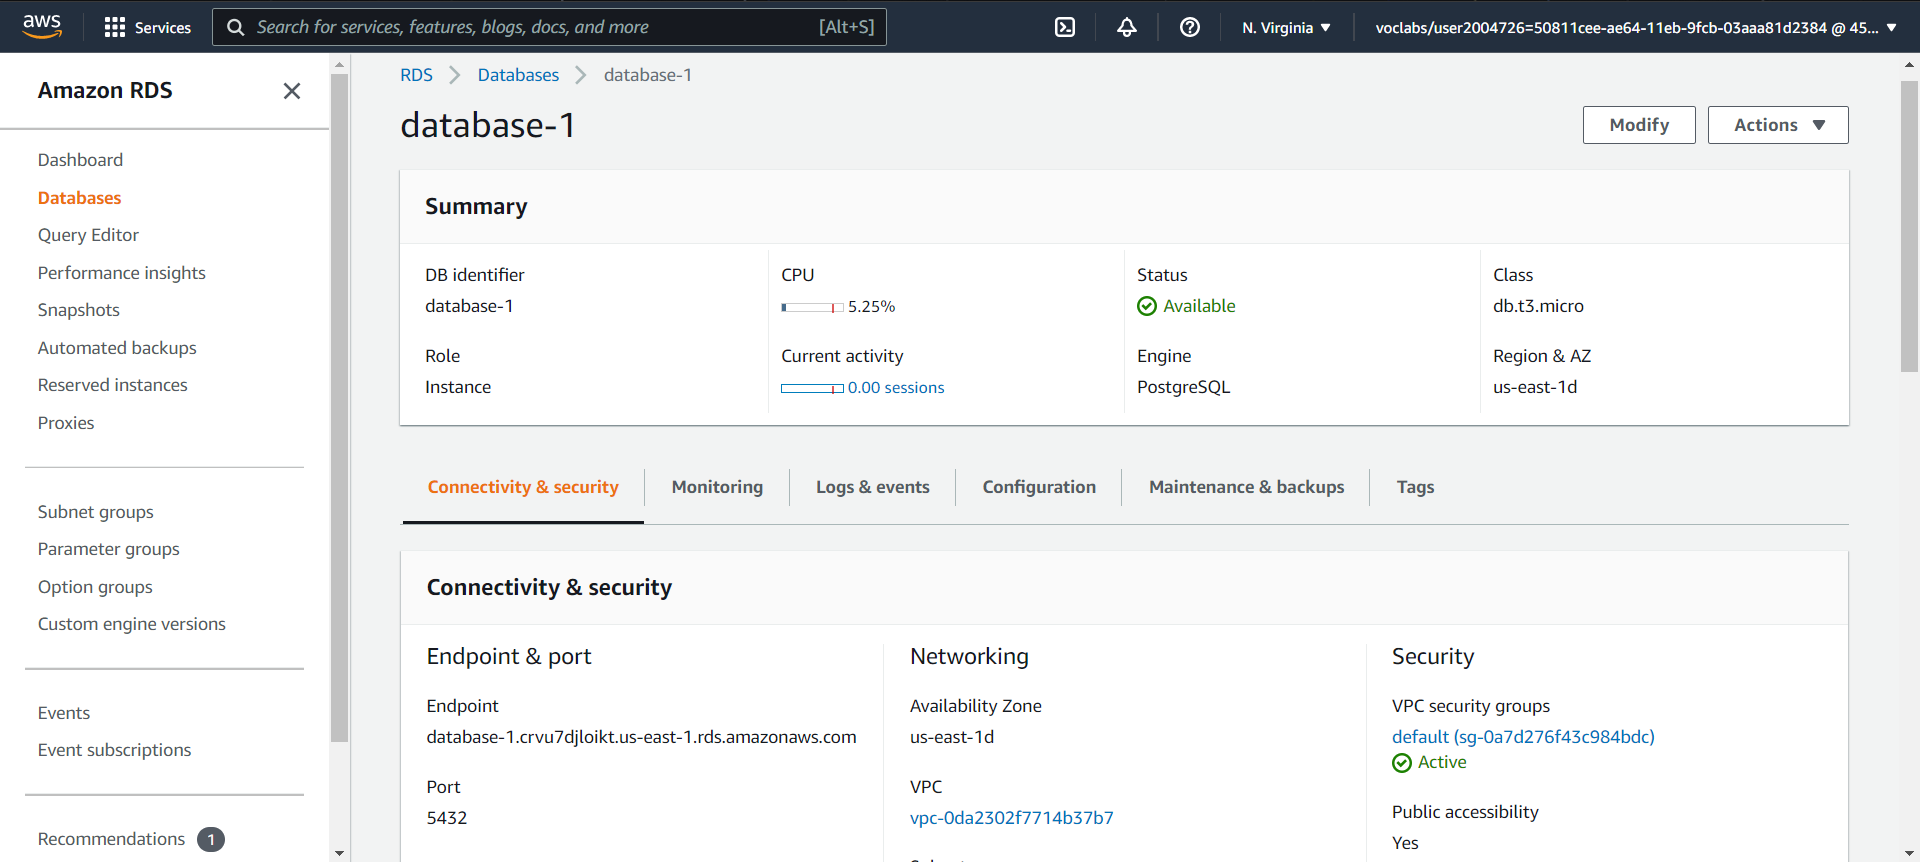 aws
Services
Search for services, features, blogs, docs, and more [Alt+S]
N. Virginia
voclabs/user2004726=50811cee-ae64-11eb-9fcb-03aaa81d2384 @ 45...
Amazon RDS
Dashboard
Databases
Query Editor
Performance insights
Snapshots
Automated backups
Reserved instances
Proxies
Subnet groups
Parameter groups
Option groups
Custom engine versions
Events
Event subscriptions
Recommendations 1
RDS Databases database-1
database-1
Modify
Actions
Summary
DB identifier
database-1
CPU
5.25%
Status
Available
Class
db.t3.micro
Role
Instance
Current activity
0.00 sessions
Engine
PostgreSQL
Region & AZ
us-east-1d
Connectivity & security
Monitoring
Logs & events
Configuration
Maintenance & backups
Tags
Connectivity & security
Endpoint & port
Endpoint
database-1.crvu7djloikt.us-east-1.rds.amazonaws.com
Port
5432
Networking
Availability Zone
us-east-1d
VPC
vpc-0da2302f7714b37b7
Security
VPC security groups
default (sg-0a7d276f43c984bdc)
Active
Public accessibility
Yes